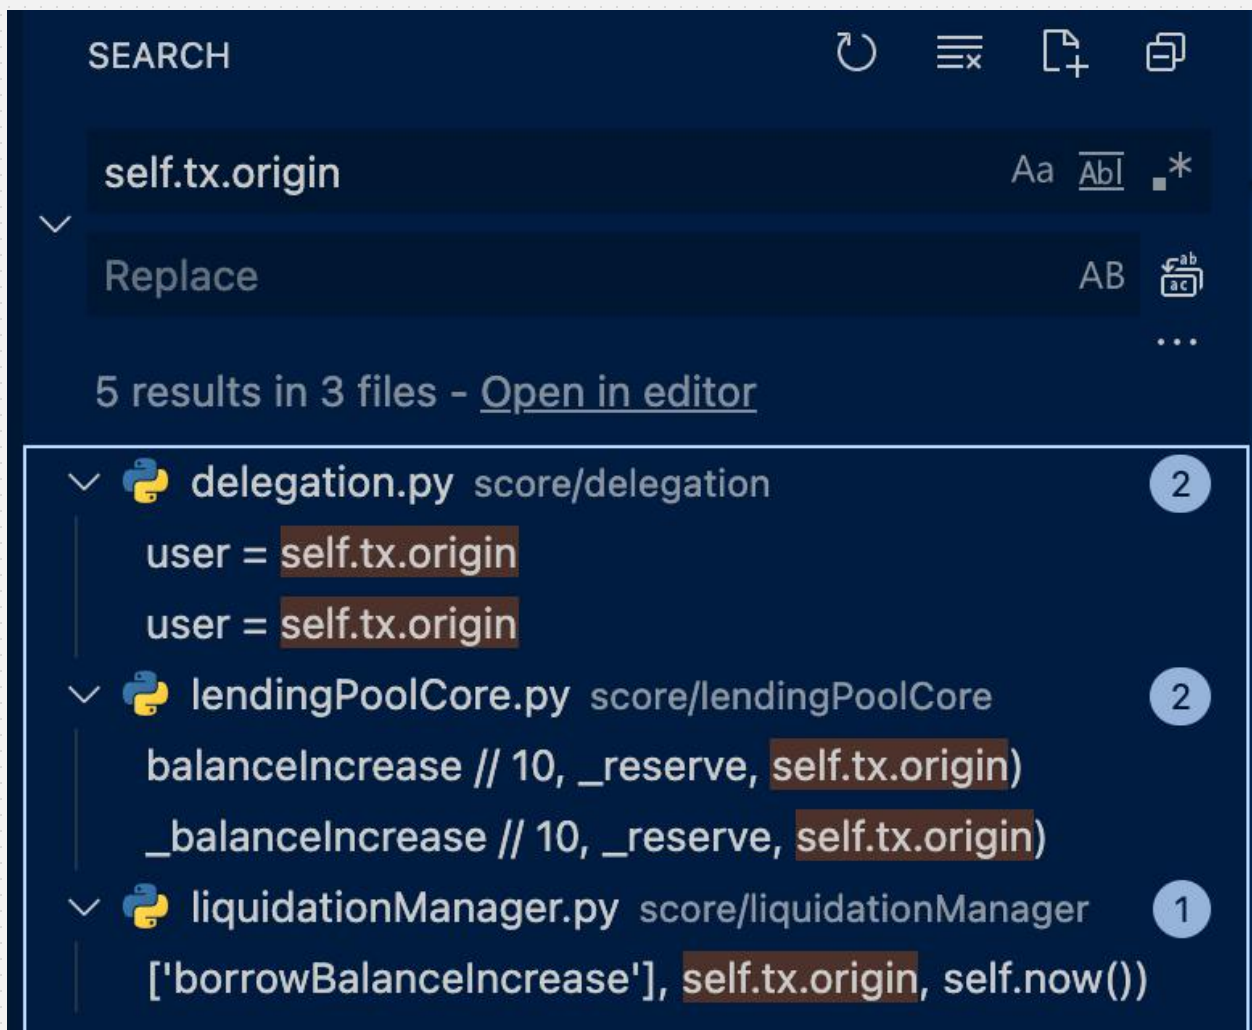 SEARCH
self.tx.origin Aa Abl .*
Replace AB ab ac
...
5 results in 3 files - Open in editor
delegation.py score/delegation 2
user = self.tx.origin
user = self.tx.origin
lendingPoolCore.py score/lendingPoolCore 2
balanceIncrease // 10, _reserve, self.tx.origin)
_balanceIncrease // 10, _reserve, self.tx.origin)
liquidationManager.py score/liquidationManager 1
['borrowBalanceIncrease'], self.tx.origin, self.now())